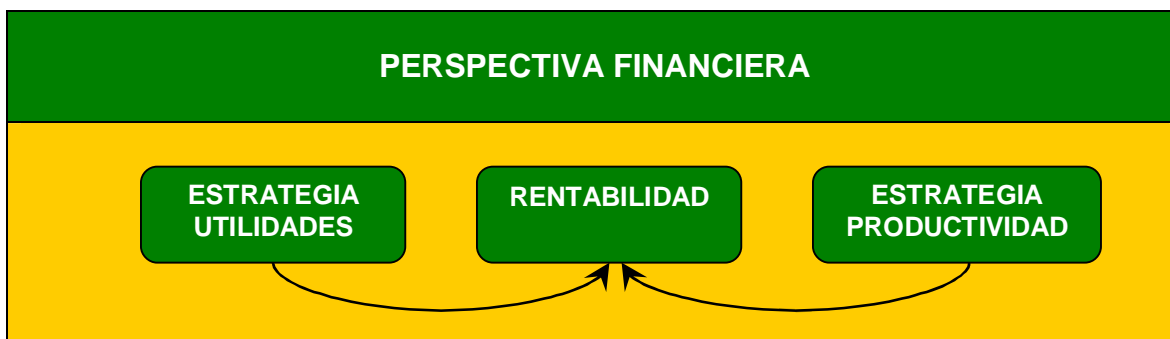 PERSPECTIVA FINANCIERA
ESTRATEGIA
UTILIDADES
RENTABILIDAD
ESTRATEGIA
PRODUCTIVIDAD